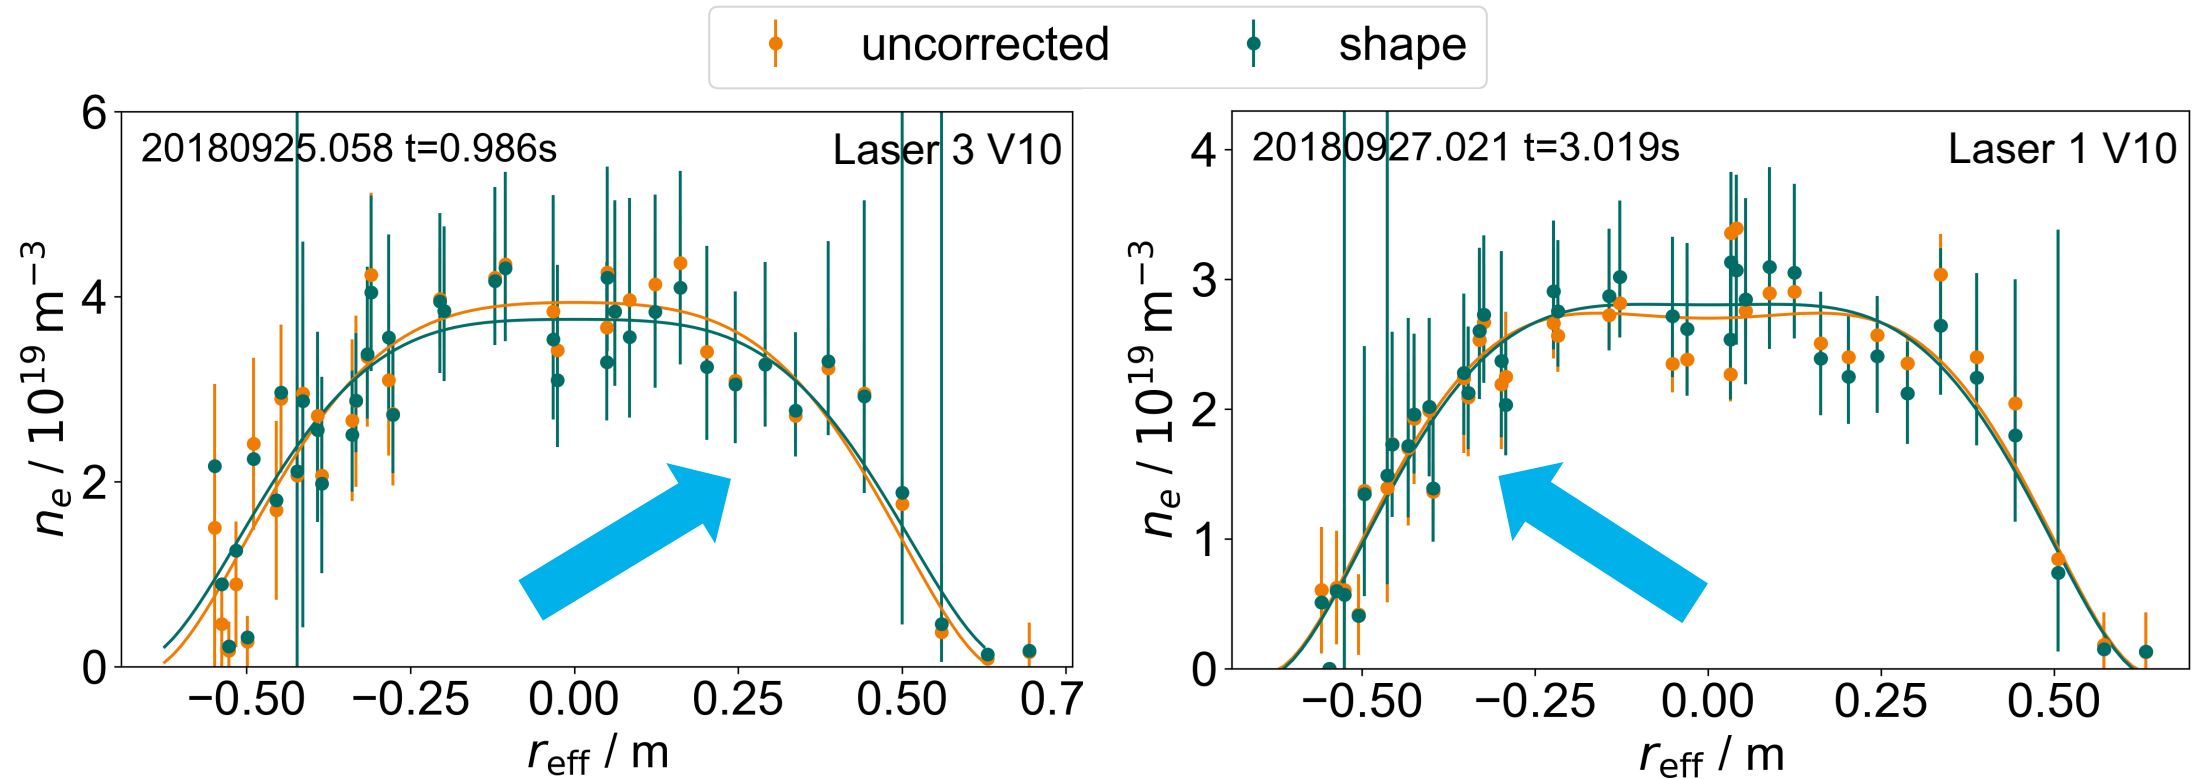 uncorrected shape
20180925.058 t=0.986s Laser 3 V10
6
4
2
0
n_e / 10^19 m^−3
−0.50 −0.25 0.00 0.25 0.50 0.7
r_eff / m
20180927.021 t=3.019s Laser 1 V10
4
3
2
1
0
n_e / 10^19 m^−3
−0.50 −0.25 0.00 0.25 0.50
r_eff / m